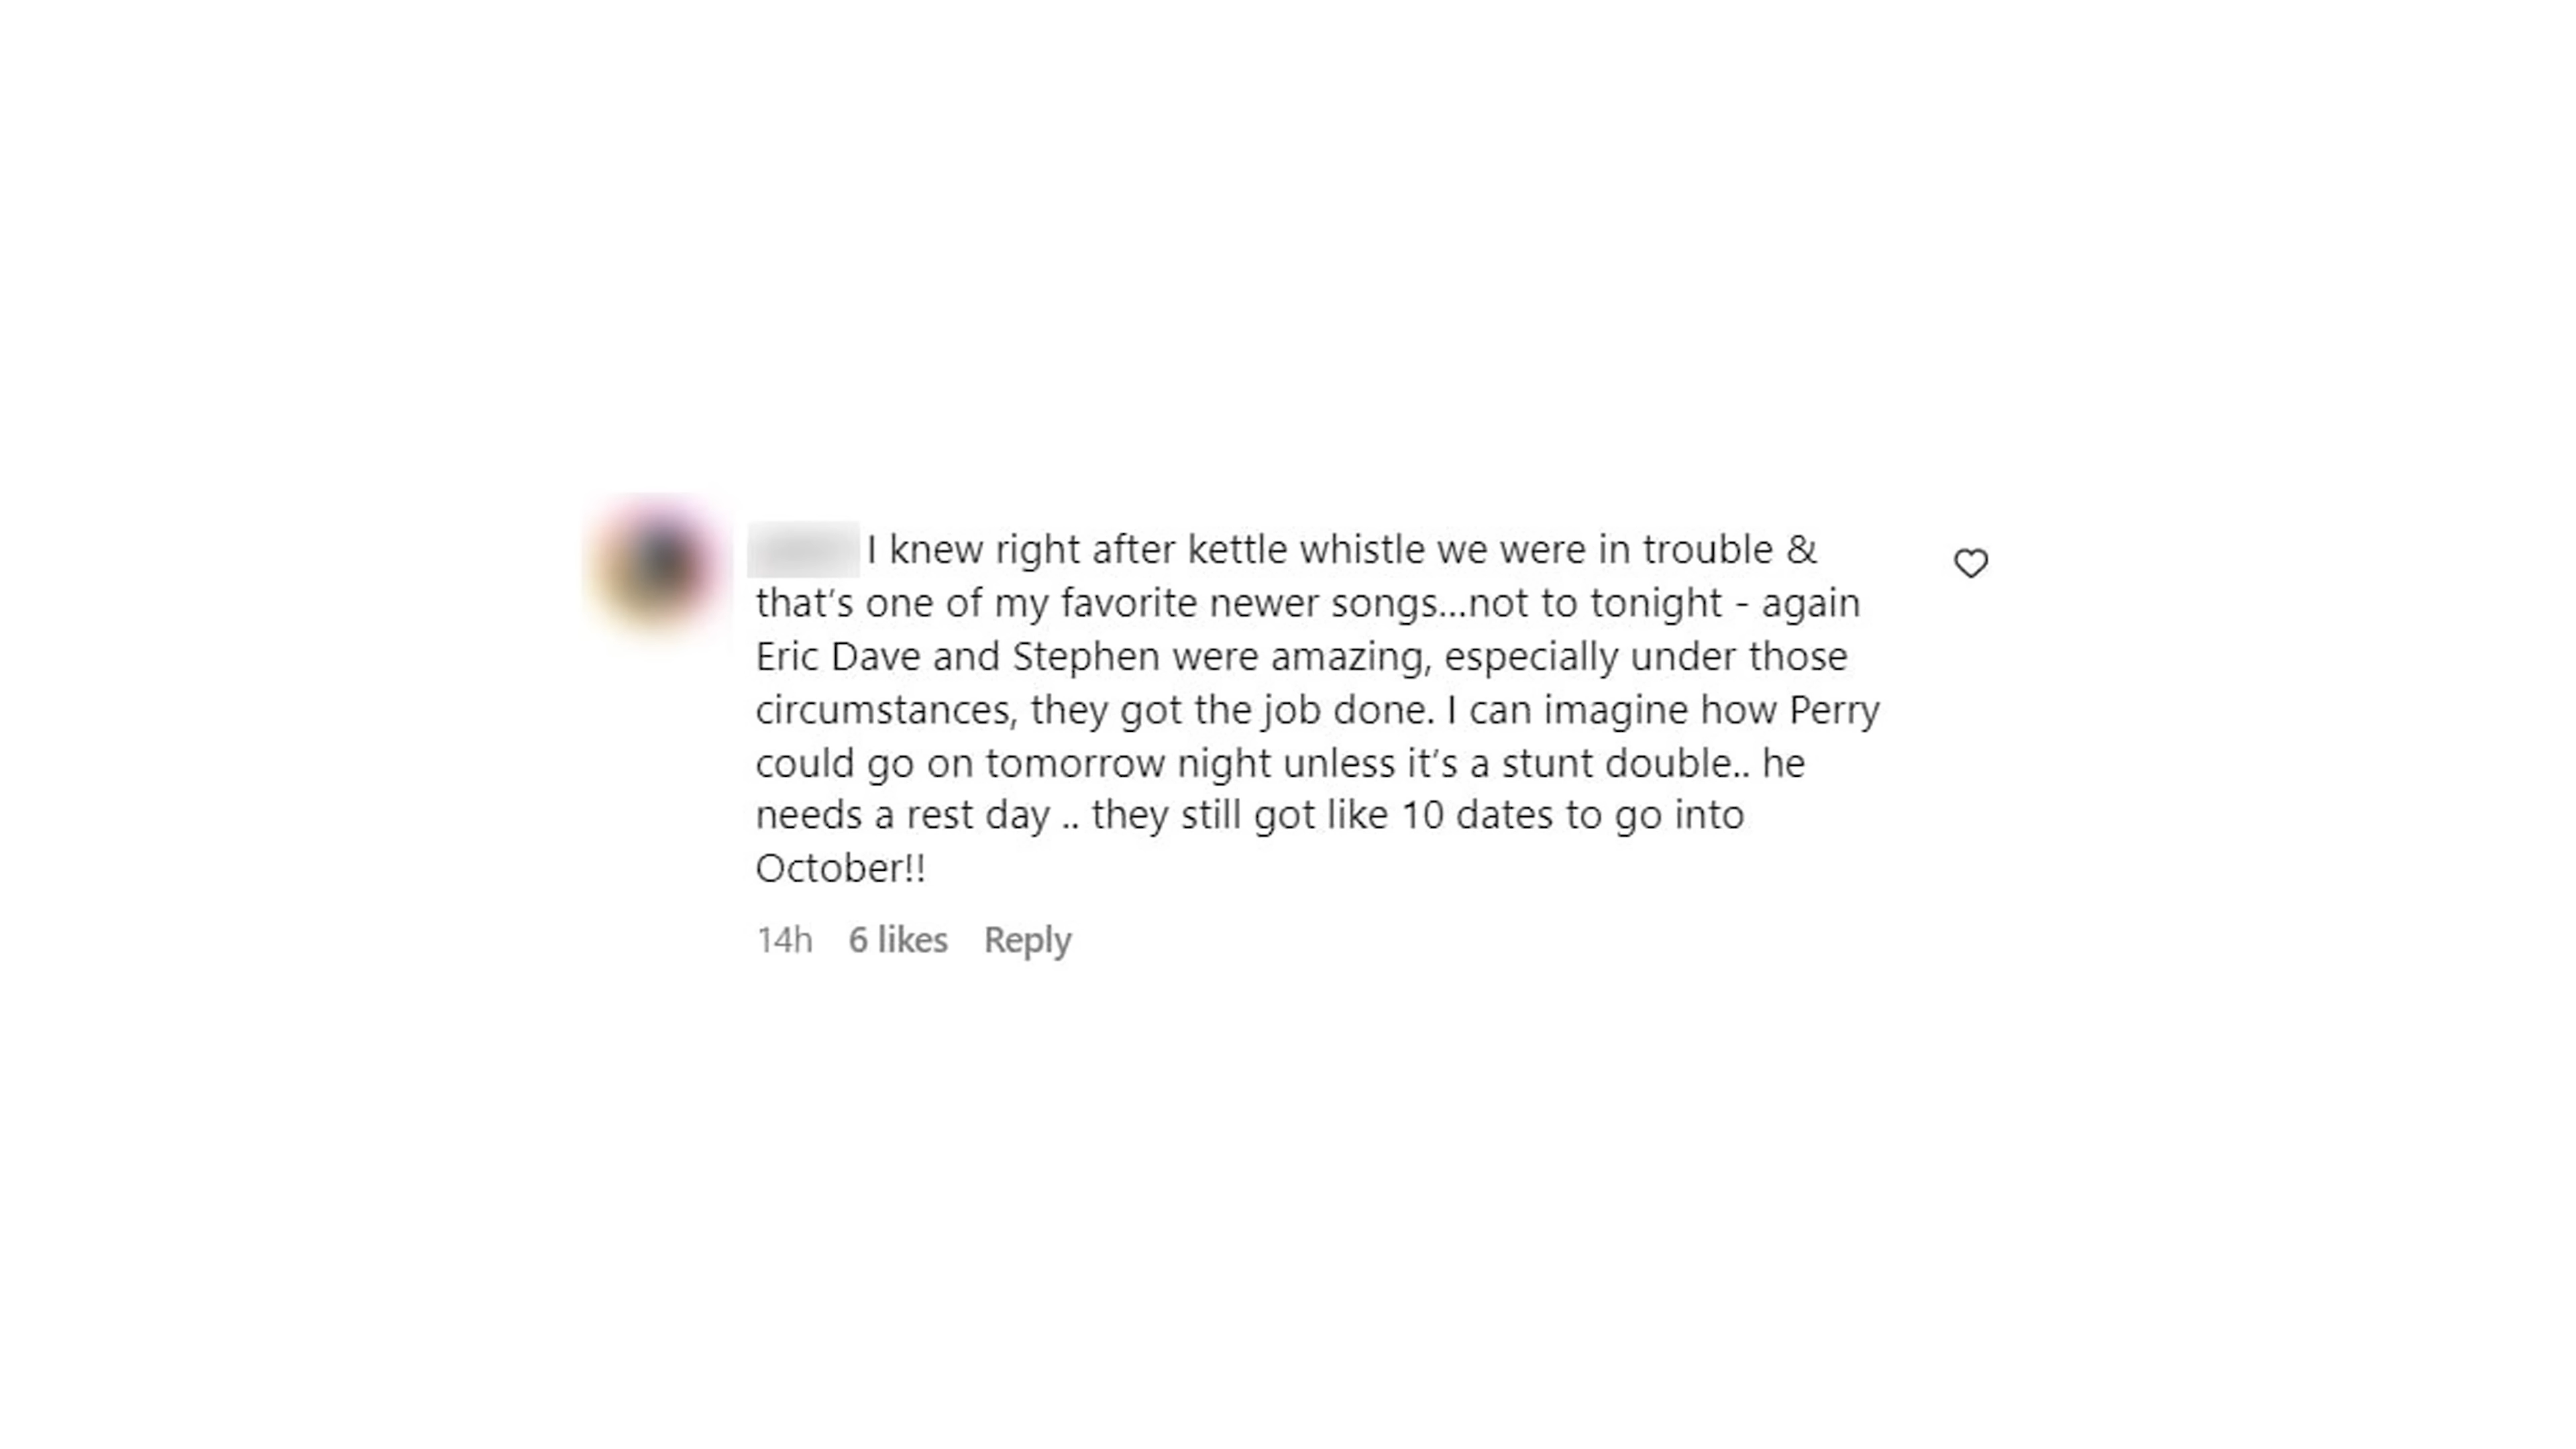 I knew right after kettle whistle we were in trouble &
that's one of my favorite newer songs...not to tonight - again
Eric Dave and Stephen were amazing, especially under those
circumstances, they got the job done. I can imagine how Perry
could go on tomorrow night unless it's a stunt double.. he
needs a rest day .. they still got like 10 dates to go into
October!!
14h 6 likes Reply